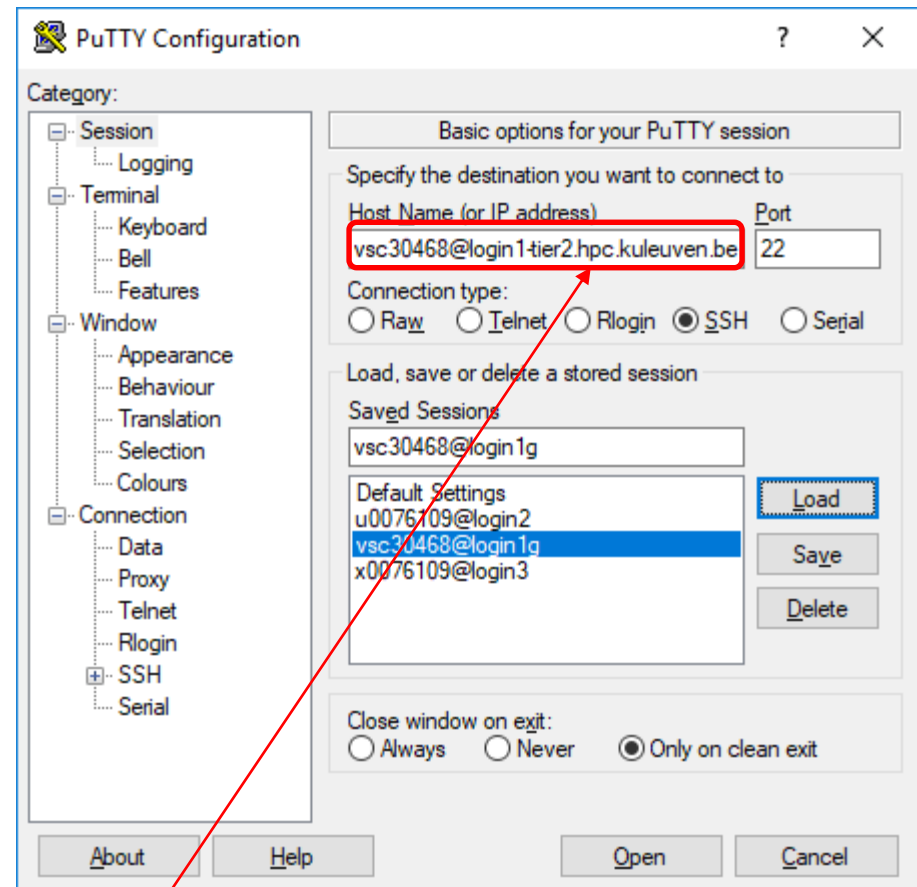 PuTTY Configuration
?
Category:
Session
Logging
Terminal
Keyboard
Bell
Features
Window
Appearance
Behaviour
Translation
Selection
Colours
Connection
Data
Proxy
Telnet
Rlogin
SSH
Serial
Basic options for your PuTTY session
Specify the destination you want to connect to
Host Name (or IP address) Port
vsc30468@login1-tier2.hpc.kuleuven.be 22
Connection type:
Raw Telnet Rlogin SSH Serial
Load, save or delete a stored session
Saved Sessions
vsc30468@login1g
Default Settings
u0076109@login2
vsc30468@login1g
x0076109@login3
Load
Save
Delete
Close window on exit:
Always Never Only on clean exit
About Help Open Cancel